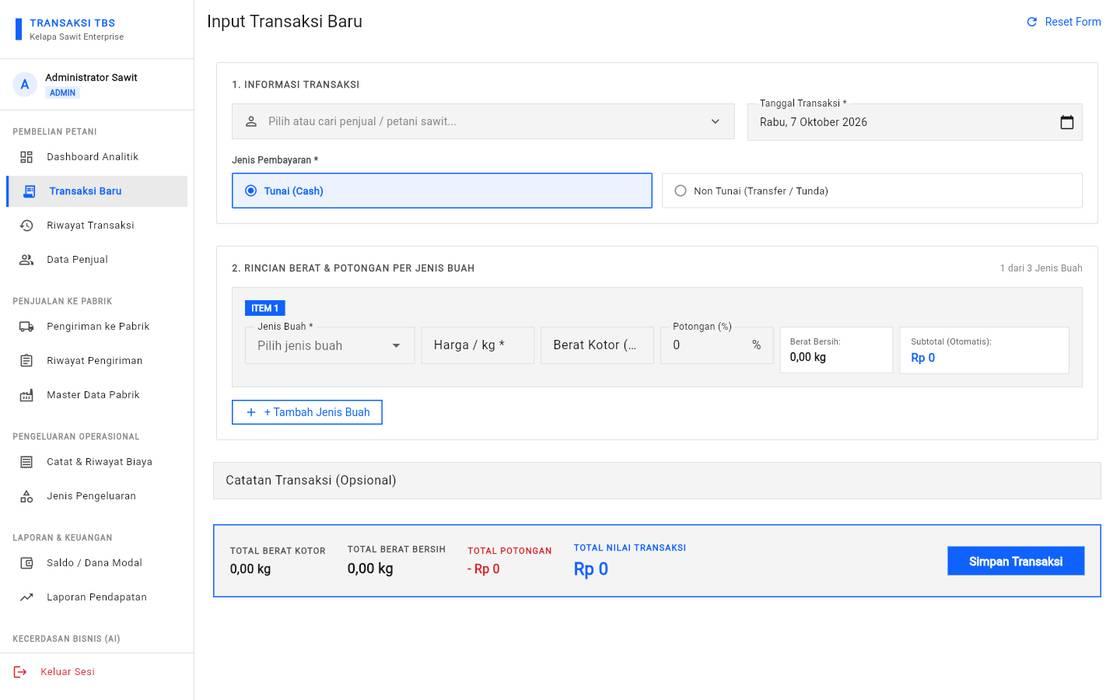 TRANSAKSI TBS
Kelapa Sawit Enterprise
A
Administrator Sawit
ADMIN
PEMBELIAN PETANI
Dashboard Analitik
Transaksi Baru
Riwayat Transaksi
Data Penjual
PENJUALAN KE PABRIK
Pengiriman ke Pabrik
Riwayat Pengiriman
Master Data Pabrik
PENGELUARAN OPERASIONAL
Catat & Riwayat Biaya
Jenis Pengeluaran
LAPORAN & KEUANGAN
Saldo / Dana Modal
Laporan Pendapatan
KECERDASAN BISNIS (AI)
Keluar Sesi
Input Transaksi Baru
Reset Form
1. INFORMASI TRANSAKSI
Pilih atau cari penjual / petani sawit...
Tanggal Transaksi *
Rabu, 7 Oktober 2026
Jenis Pembayaran *
Tunai (Cash)
Non Tunai (Transfer / Tunda)
2. RINCIAN BERAT & POTONGAN PER JENIS BUAH
1 dari 3 Jenis Buah
ITEM 1
Jenis Buah *
Pilih jenis buah
Harga / kg *
Berat Kotor (...
Potongan (%)
0 %
Berat Bersih:
0,00 kg
Subtotal (Otomatis):
Rp 0
+ + Tambah Jenis Buah
Catatan Transaksi (Opsional)
TOTAL BERAT KOTOR
0,00 kg
TOTAL BERAT BERSIH
0,00 kg
TOTAL POTONGAN
- Rp 0
TOTAL NILAI TRANSAKSI
Rp 0
Simpan Transaksi